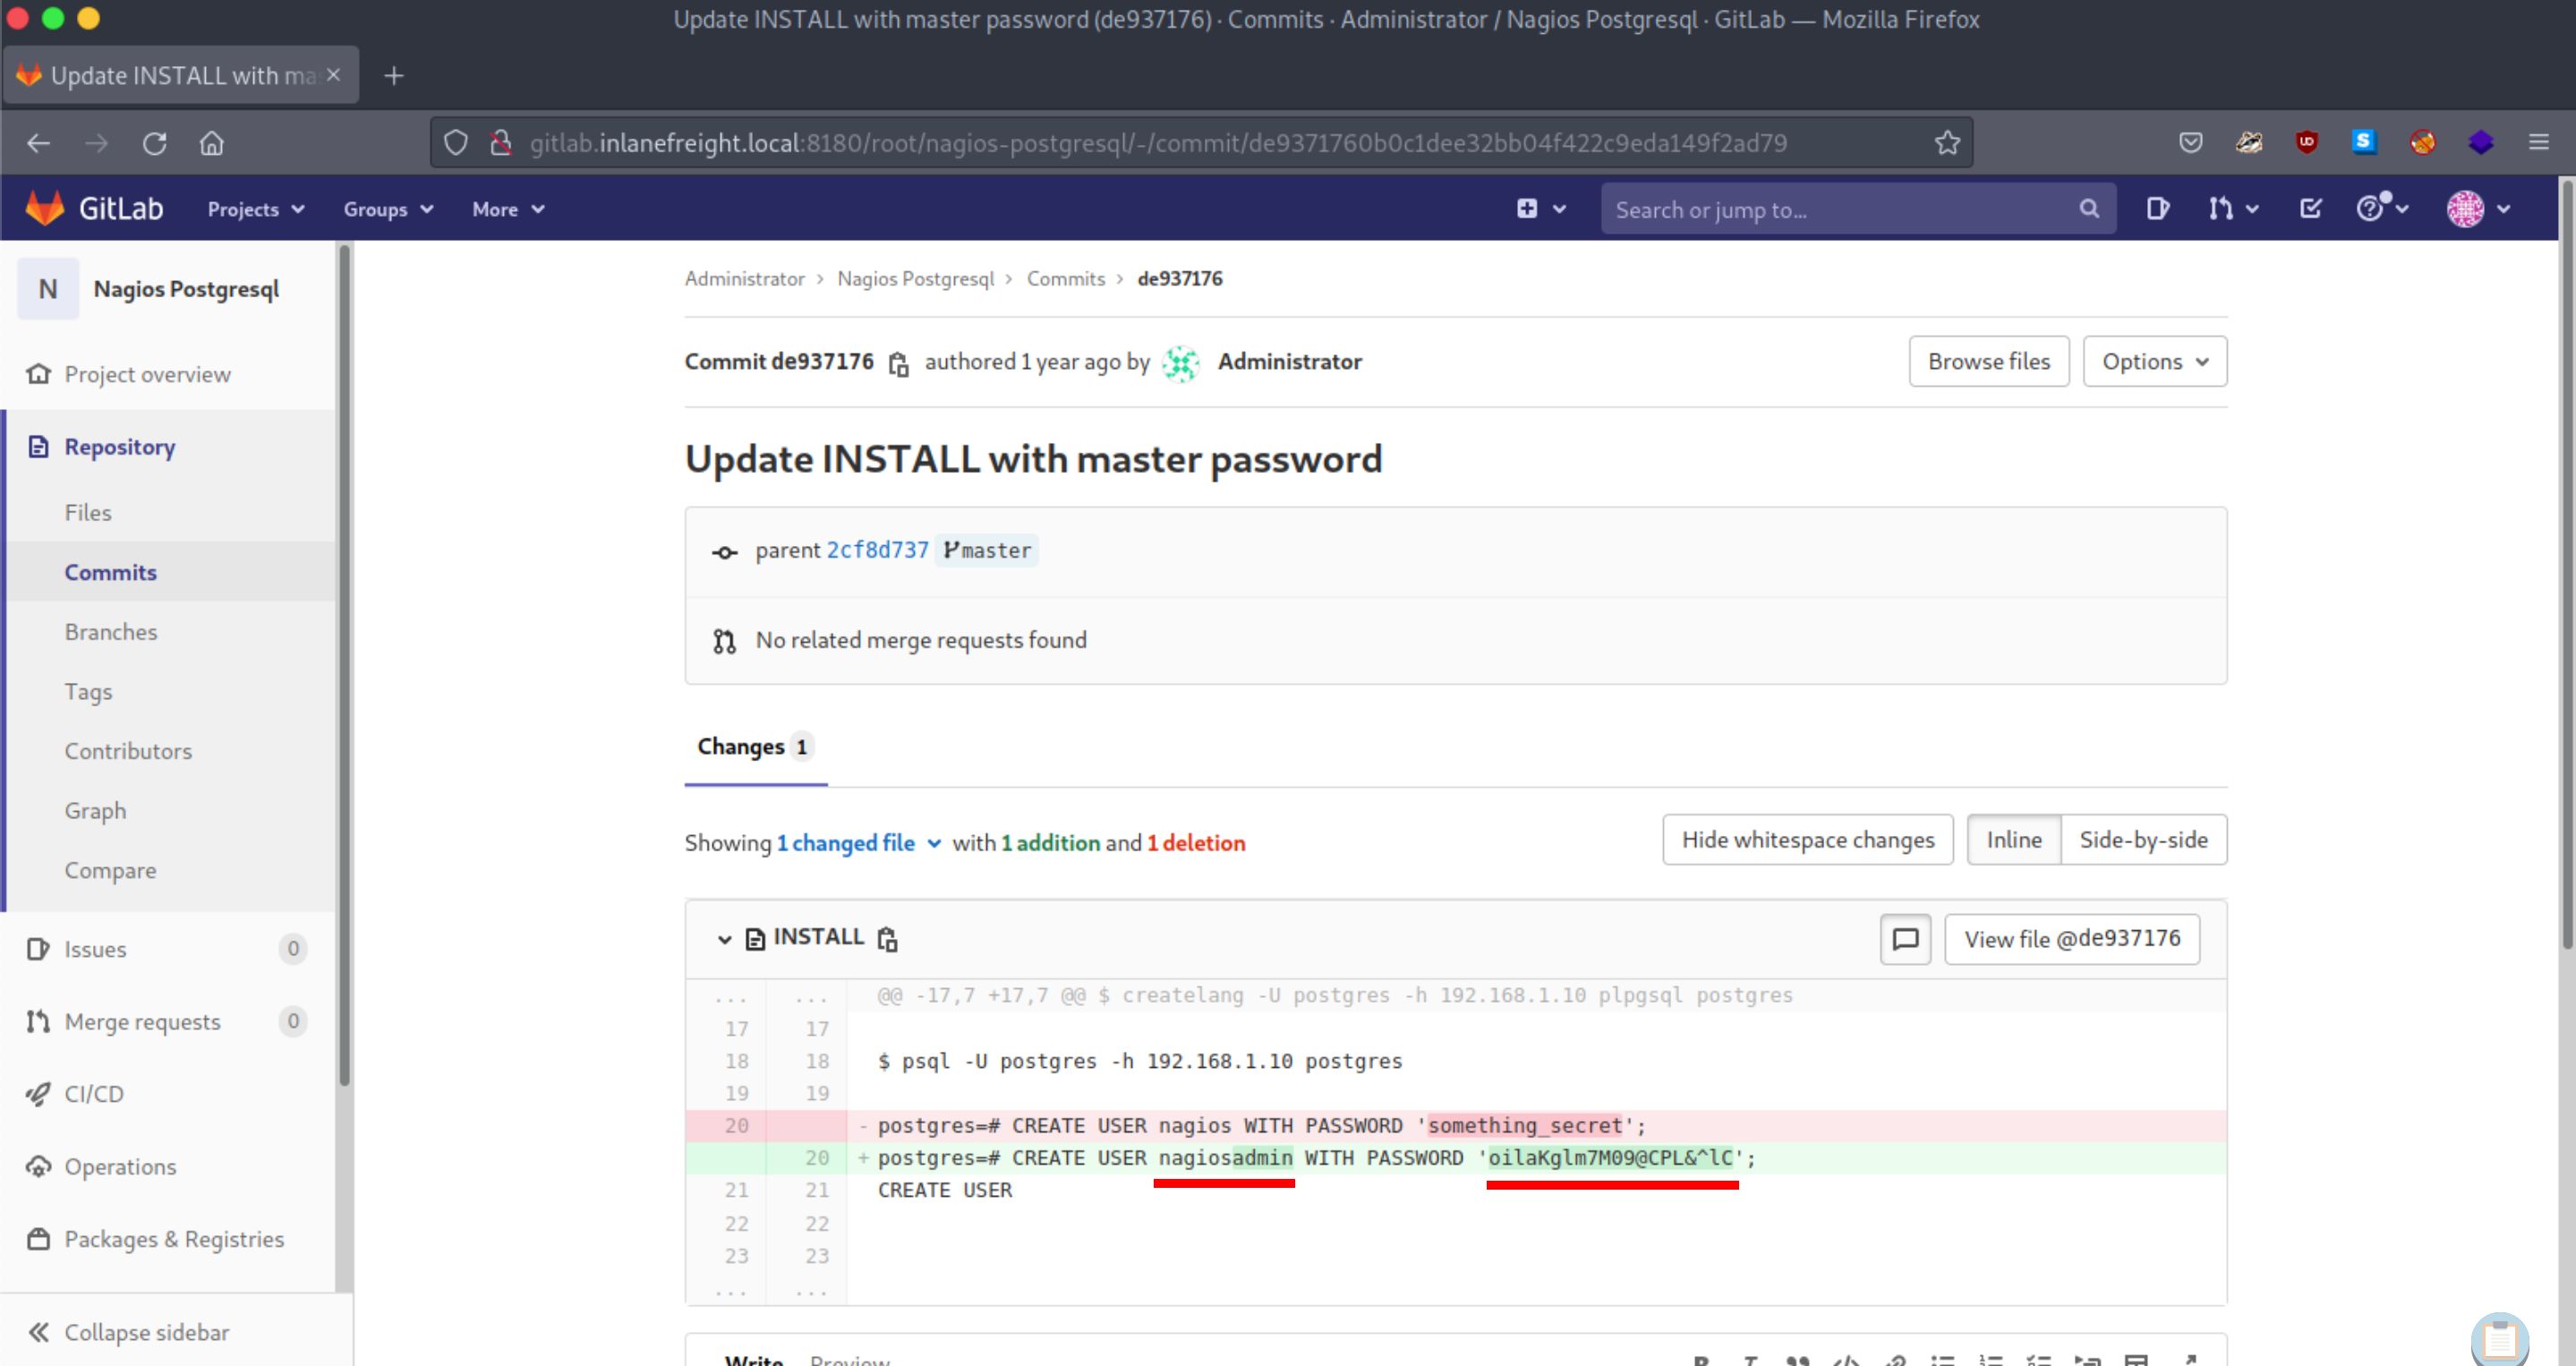 Update INSTALL with master password (de937176) · Commits · Administrator / Nagios Postgresql · GitLab — Mozilla Firefox
Update INSTALL with ma
gitlab.inlanefreight.local:8180/root/nagios-postgresql/-/commit/de9371760b0c1dee32bb04f422c9eda149f2ad79
GitLab Projects Groups More Search or jump to...
N Nagios Postgresql
Project overview
Repository
Files
Commits
Branches
Tags
Contributors
Graph
Compare
Issues 0
Merge requests 0
CI/CD
Operations
Packages & Registries
Collapse sidebar
Administrator > Nagios Postgresql > Commits > de937176
Commit de937176 authored 1 year ago by Administrator Browse files Options
Update INSTALL with master password
parent 2cf8d737 master
No related merge requests found
Changes 1
Showing 1 changed file with 1 addition and 1 deletion Hide whitespace changes Inline Side-by-side
INSTALL View file @de937176
... ... @@ -17,7 +17,7 @@ $ createlang -U postgres -h 192.168.1.10 plpgsql postgres
17 17
18 18 $ psql -U postgres -h 192.168.1.10 postgres
19 19
20 - postgres=# CREATE USER nagios WITH PASSWORD 'something_secret';
20 + postgres=# CREATE USER nagiosadmin WITH PASSWORD 'oilaKglm7M09@CPL&^lC';
21 21 CREATE USER
22 22
23 23
... ...
Write Preview